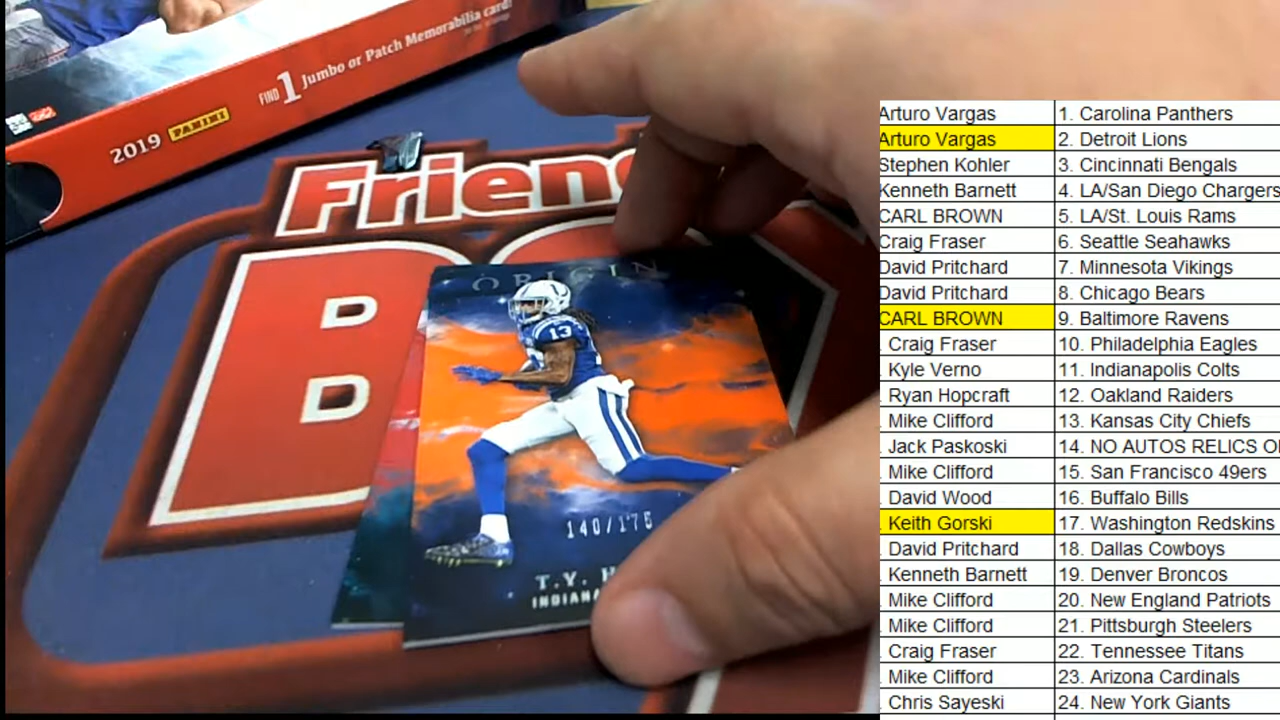 FIND 1 Jumbo or Patch Memorabilia card!
2019 PANINI
Friend
ORIGIN
13
140/175
T.Y. H
INDIANA
Arturo Vargas 1. Carolina Panthers
Arturo Vargas 2. Detroit Lions
Stephen Kohler 3. Cincinnati Bengals
Kenneth Barnett 4. LA/San Diego Chargers
CARL BROWN 5. LA/St. Louis Rams
Craig Fraser 6. Seattle Seahawks
David Pritchard 7. Minnesota Vikings
David Pritchard 8. Chicago Bears
CARL BROWN 9. Baltimore Ravens
. Craig Fraser 10. Philadelphia Eagles
. Kyle Verno 11. Indianapolis Colts
. Ryan Hopcraft 12. Oakland Raiders
. Mike Clifford 13. Kansas City Chiefs
. Jack Paskoski 14. NO AUTOS RELICS O
. Mike Clifford 15. San Francisco 49ers
. David Wood 16. Buffalo Bills
. Keith Gorski 17. Washington Redskins
. David Pritchard 18. Dallas Cowboys
. Kenneth Barnett 19. Denver Broncos
. Mike Clifford 20. New England Patriots
. Mike Clifford 21. Pittsburgh Steelers
. Craig Fraser 22. Tennessee Titans
. Mike Clifford 23. Arizona Cardinals
. Chris Sayeski 24. New York Giants